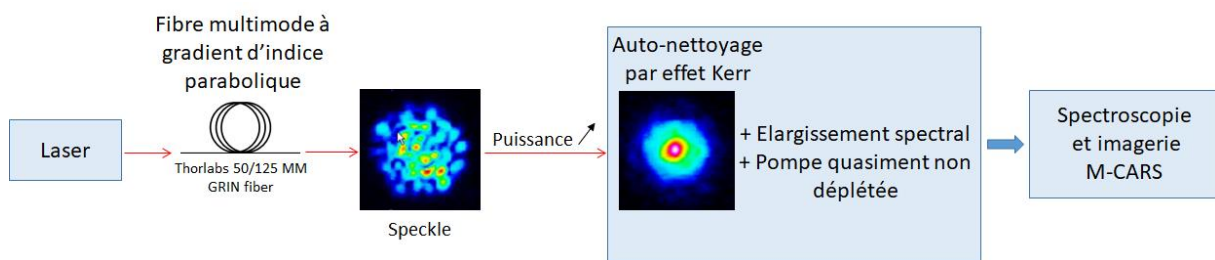 Laser
Fibre multimode à
gradient d'indice
parabolique
Thorlabs 50/125 MM
GRIN fiber
Speckle
Puissance
Auto-nettoyage
par effet Kerr
+ Elargissement spectral
+ Pompe quasiment non
déplétée
Spectroscopie
et imagerie
M-CARS